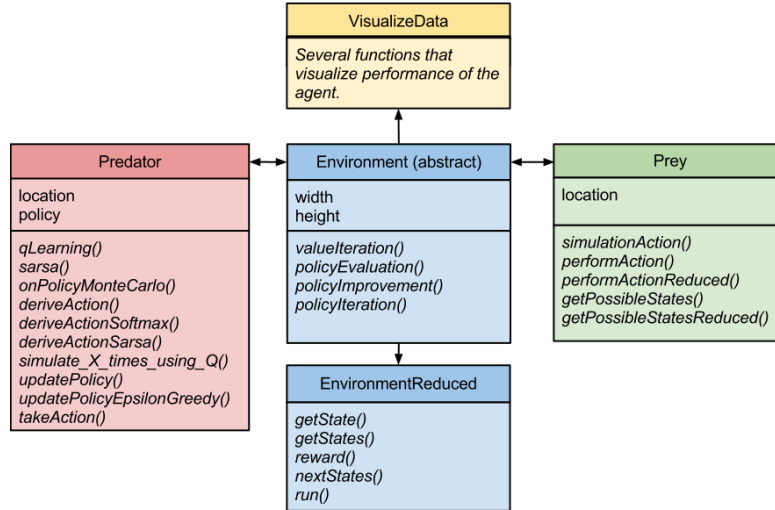 VisualizeData
Several functions that
visualize performance of the
agent.
Predator
location
policy
qLearning()
sarsa()
onPolicyMonteCarlo()
deriveAction()
deriveActionSoftmax()
deriveActionSarsa()
simulate_X_times_using_Q()
updatePolicy()
updatePolicyEpsilonGreedy()
takeAction()
Environment (abstract)
width
height
valueIteration()
policyEvaluation()
policyImprovement()
policyIteration()
Prey
location
simulationAction()
performAction()
performActionReduced()
getPossibleStates()
getPossibleStatesReduced()
EnvironmentReduced
getState()
getStates()
reward()
nextStates()
run()